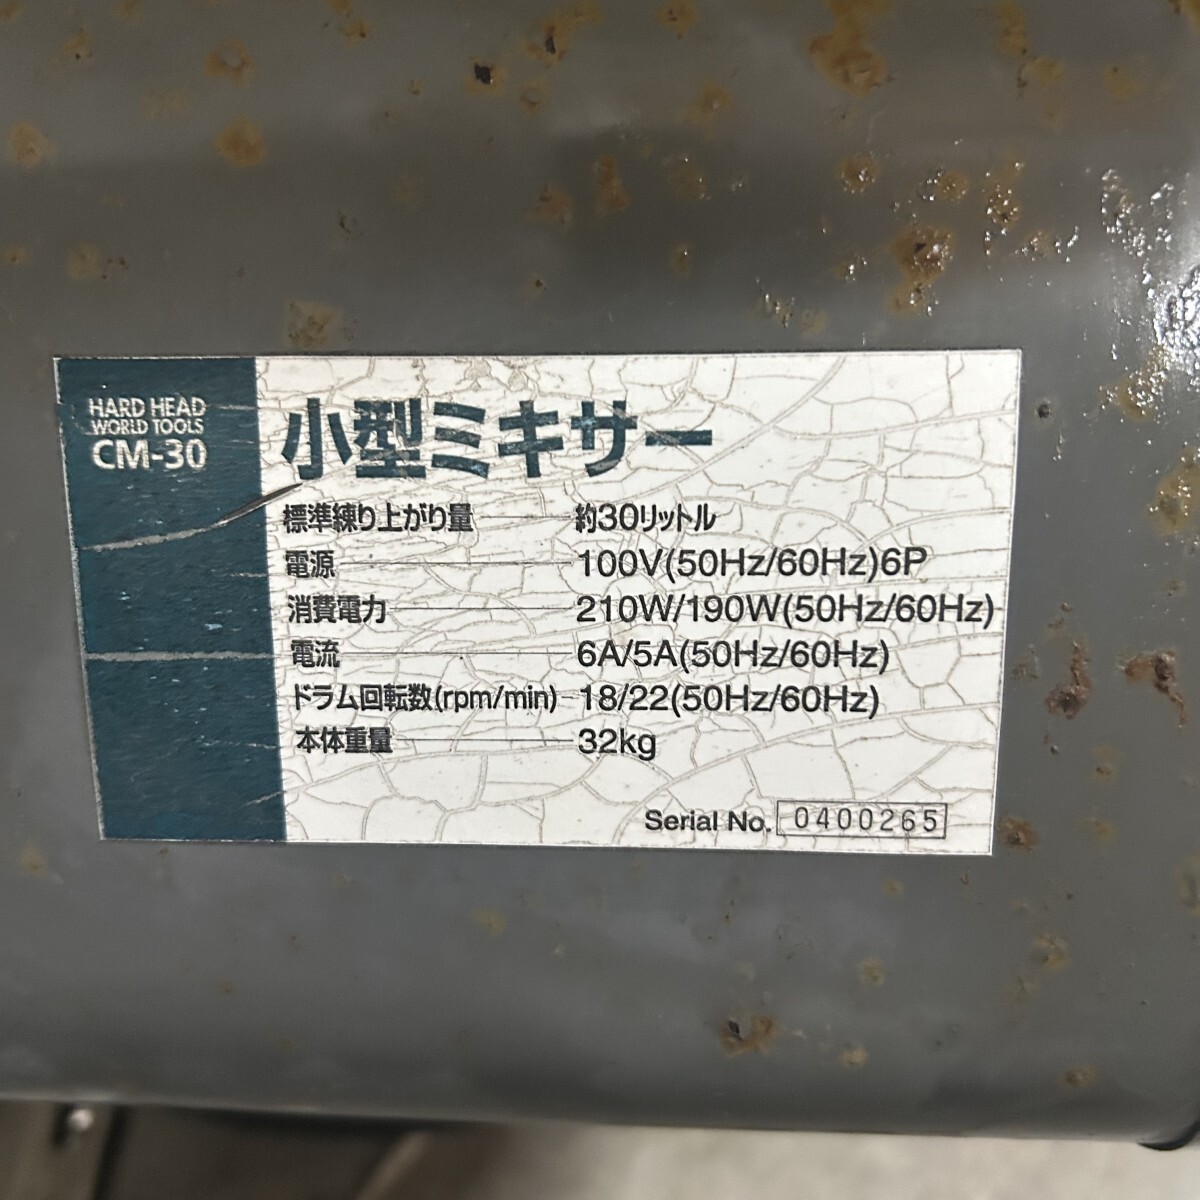 HARD HEAD
WORLD TOOLS
CM-30
小型ミキサー
標準練り上がり量 約30リットル
電源 100V(50Hz/60Hz)6P
消費電力 210W/190W(50Hz/60Hz)
電流 6A/5A(50Hz/60Hz)
ドラム回転数(rpm/min) 18/22(50Hz/60Hz)
本体重量 32kg
Serial No. 0400265